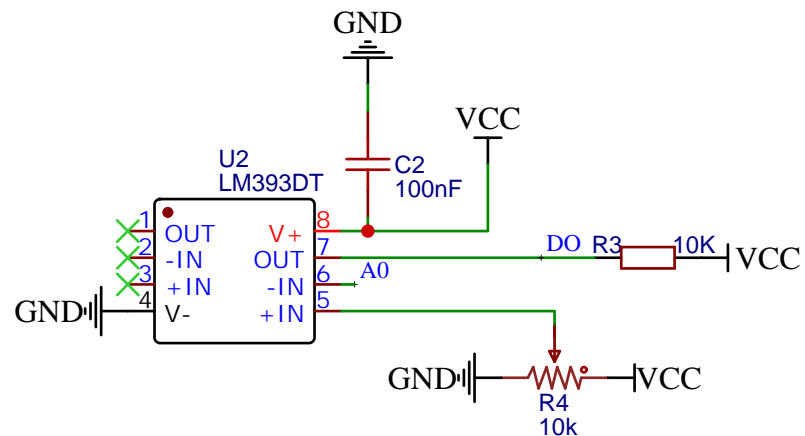 GND
VCC
U2
LM393DT
C2
100nF
1 OUT V+ 8
2 -IN OUT 7
3 +IN -IN 6
4 V- +IN 5
GND
A0
DO
R3 10K
VCC
GND
VCC
R4
10k